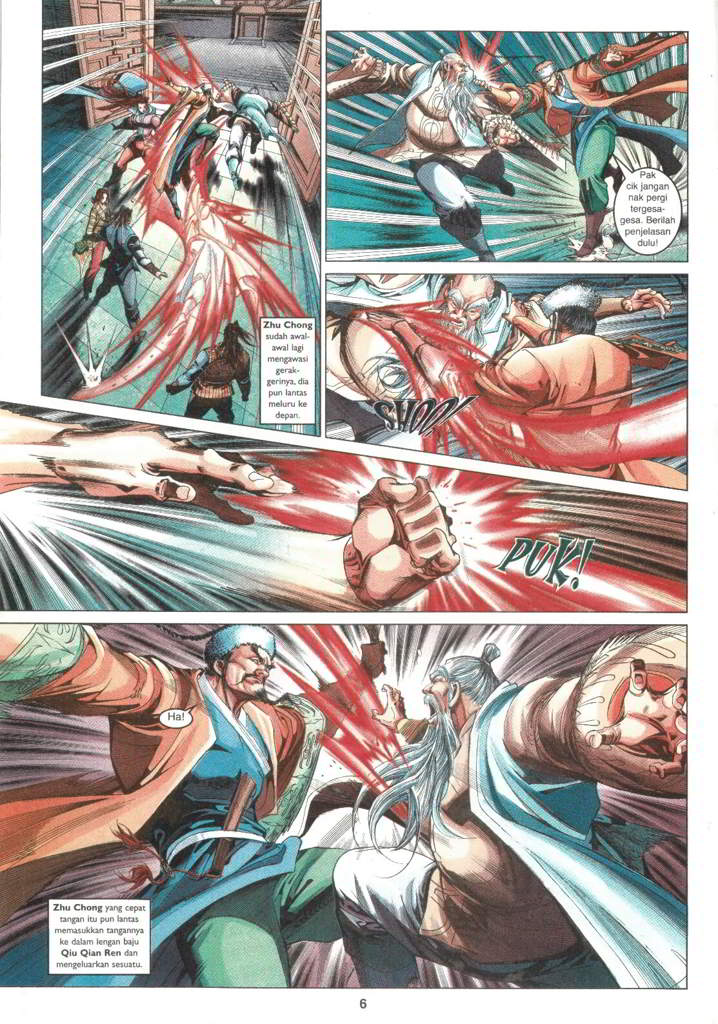 Zhu Chong
sudah awal-
awal lagi
mengawasi
gerak-
gerinya, dia
pun lantas
meluru ke
depan.
Pak
cik jangan
nak pergi
tergesa-
gesa. Berilah
penjelasan
dulu!
SHOO!
PUK!
Ha!
Zhu Chong yang cepat
tangan itu pun lantas
memasukkan tangannya
ke dalam lengan baju
Qiu Qian Ren dan
mengeluarkan sesuatu.
6